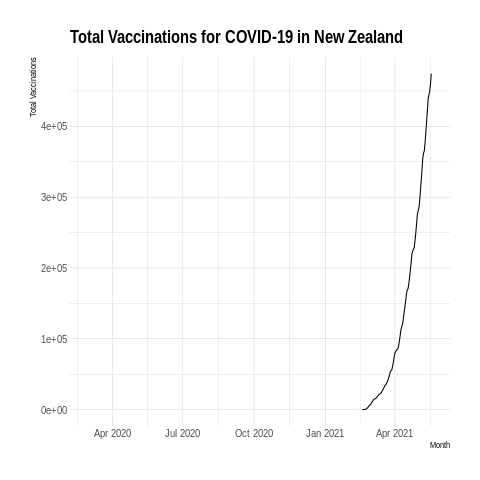 Total Vaccinations for COVID-19 in New Zealand
Total Vaccinations
4e+05
3e+05
2e+05
1e+05
0e+00
Apr 2020 Jul 2020 Oct 2020 Jan 2021 Apr 2021
Month